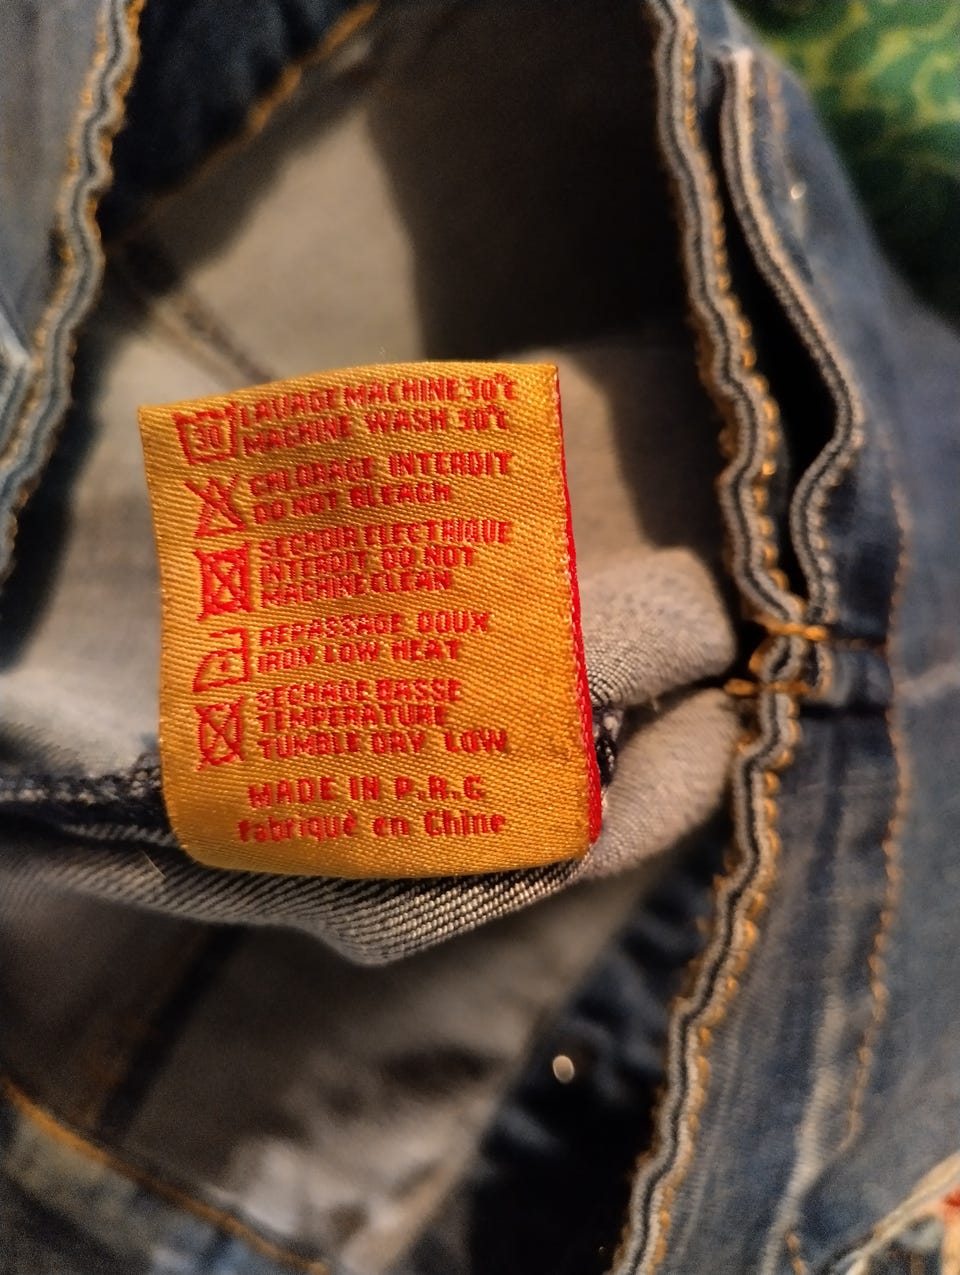 30 LAVAGE MACHINE 30°C
MACHINE WASH 30°C
CHLORAGE INTERDIT
DO NOT BLEACH
SECHOIR ELECTRIQUE
INTERDIT DO NOT
MACHINE CLEAN
REPASSAGE DOUX
IRON LOW HEAT
SECHAGE BASSE
TEMPERATURE
TUMBLE DRY LOW
MADE IN P.R.C
Fabriqué en Chine